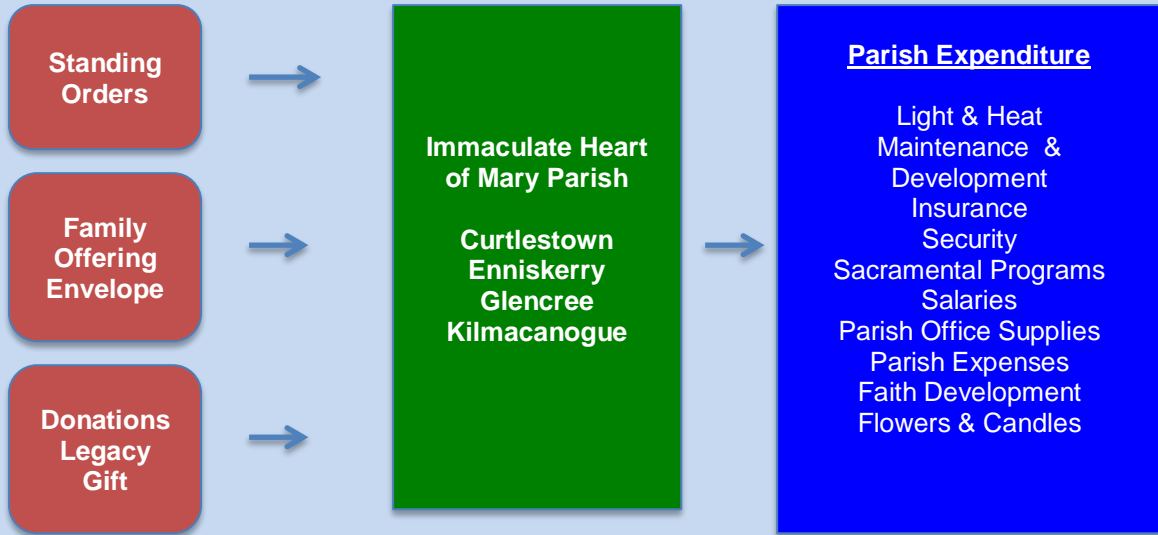 Standing
Orders
Family
Offering
Envelope
Donations
Legacy
Gift
Immaculate Heart
of Mary Parish
Curtlestown
Enniskerry
Glencree
Kilmacanogue
Parish Expenditure
Light & Heat
Maintenance &
Development
Insurance
Security
Sacramental Programs
Salaries
Parish Office Supplies
Parish Expenses
Faith Development
Flowers & Candles